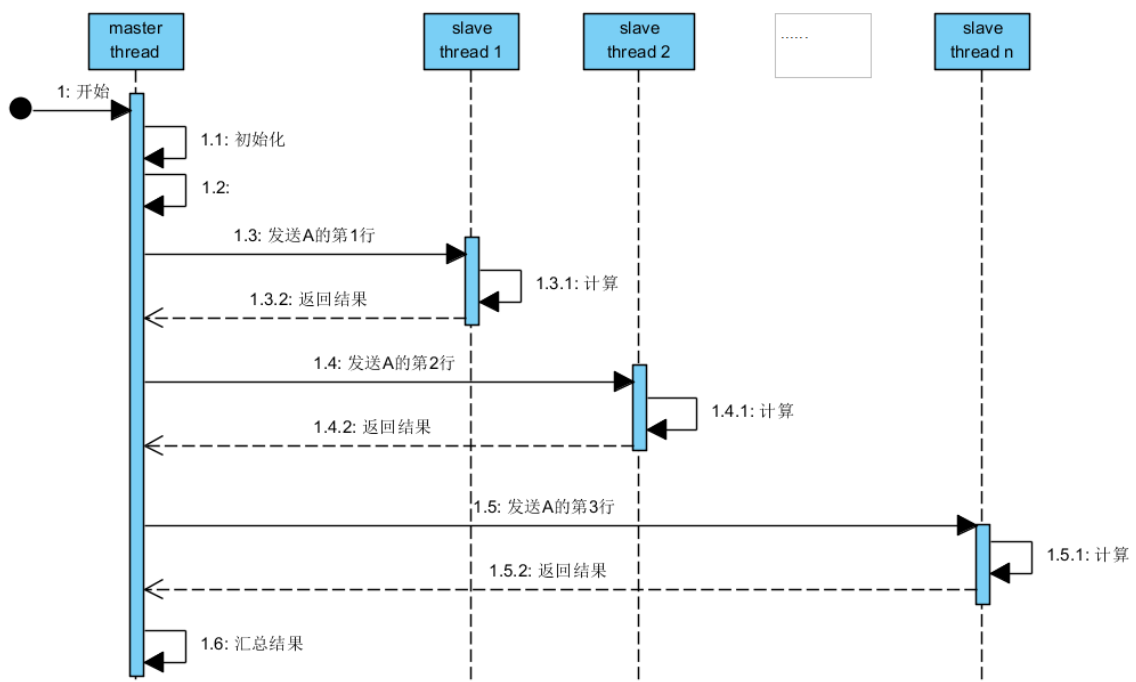 master
thread
slave
thread 1
slave
thread 2
......
slave
thread n
1: 开始
1.1: 初始化
1.2:
1.3: 发送A的第1行
1.3.1: 计算
1.3.2: 返回结果
1.4: 发送A的第2行
1.4.1: 计算
1.4.2: 返回结果
1.5: 发送A的第3行
1.5.1: 计算
1.5.2: 返回结果
1.6: 汇总结果